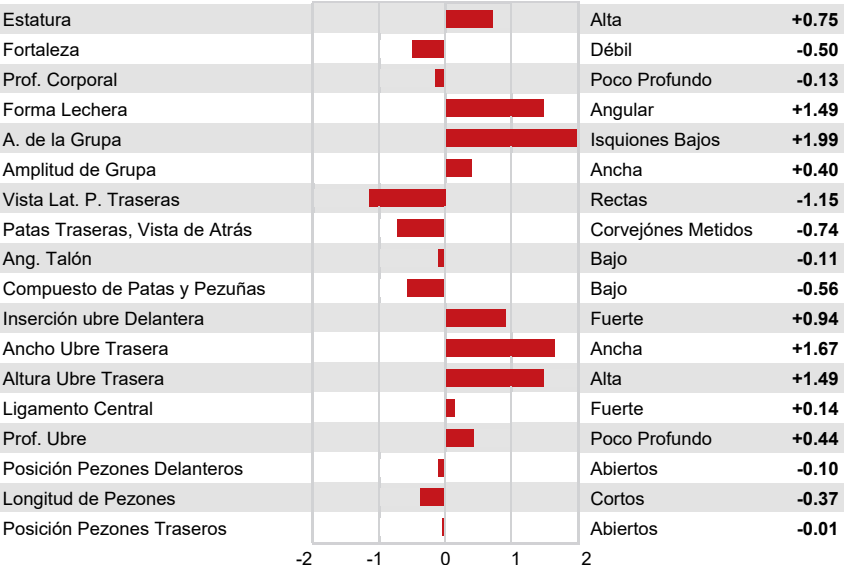 Estatura Alta +0.75
Fortaleza Débil -0.50
Prof. Corporal Poco Profundo -0.13
Forma Lechera Angular +1.49
A. de la Grupa Isquiones Bajos +1.99
Amplitud de Grupa Ancha +0.40
Vista Lat. P. Traseras Rectas -1.15
Patas Traseras, Vista de Atrás Corvejónes Metidos -0.74
Ang. Talón Bajo -0.11
Compuesto de Patas y Pezuñas Bajo -0.56
Inserción ubre Delantera Fuerte +0.94
Ancho Ubre Trasera Ancha +1.67
Altura Ubre Trasera Alta +1.49
Ligamento Central Fuerte +0.14
Prof. Ubre Poco Profundo +0.44
Posición Pezones Delanteros Abiertos -0.10
Longitud de Pezones Cortos -0.37
Posición Pezones Traseros Abiertos -0.01
-2 -1 0 1 2